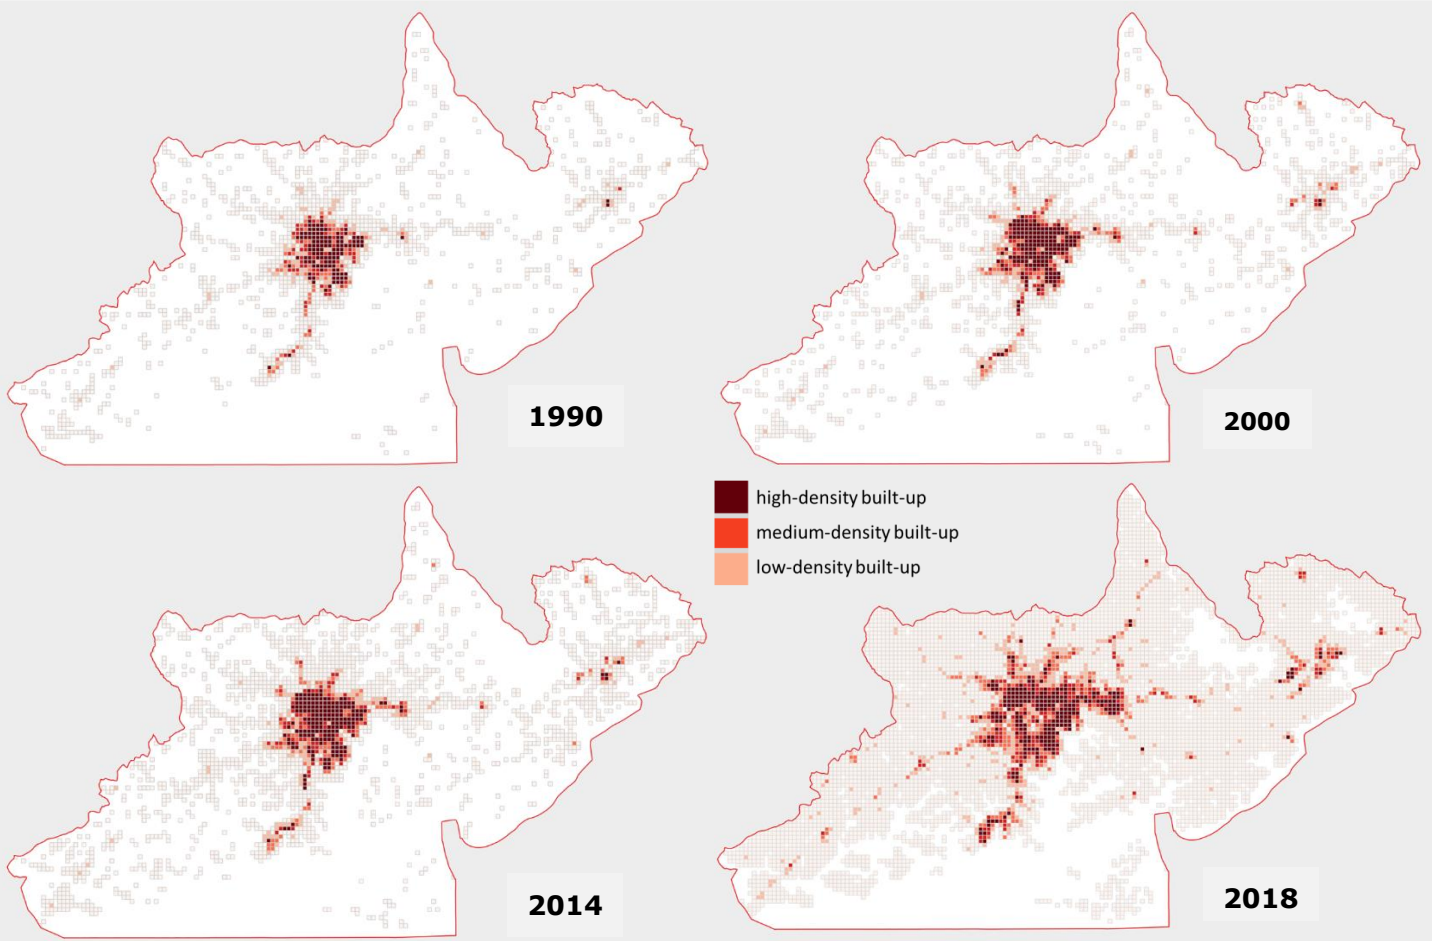 1990
2000
high-density built-up
medium-density built-up
low-density built-up
2014
2018